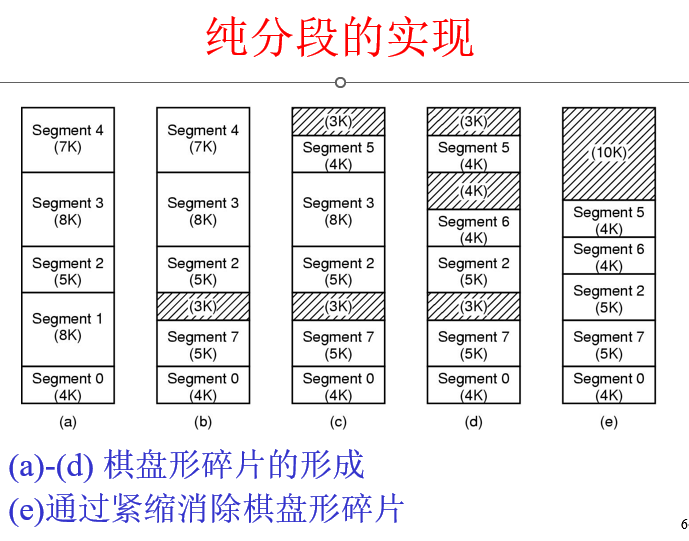 纯分段的实现
Segment 4
(7K)
Segment 3
(8K)
Segment 2
(5K)
Segment 1
(8K)
Segment 0
(4K)
(a)
Segment 4
(7K)
Segment 3
(8K)
Segment 2
(5K)
(3K)
Segment 7
(5K)
Segment 0
(4K)
(b)
(3K)
Segment 5
(4K)
Segment 3
(8K)
Segment 2
(5K)
(3K)
Segment 7
(5K)
Segment 0
(4K)
(c)
(3K)
Segment 5
(4K)
(4K)
Segment 6
(4K)
Segment 2
(5K)
(3K)
Segment 7
(5K)
Segment 0
(4K)
(d)
(10K)
Segment 5
(4K)
Segment 6
(4K)
Segment 2
(5K)
Segment 7
(5K)
Segment 0
(4K)
(e)
(a)-(d) 棋盘形碎片的形成
(e)通过紧缩消除棋盘形碎片
6